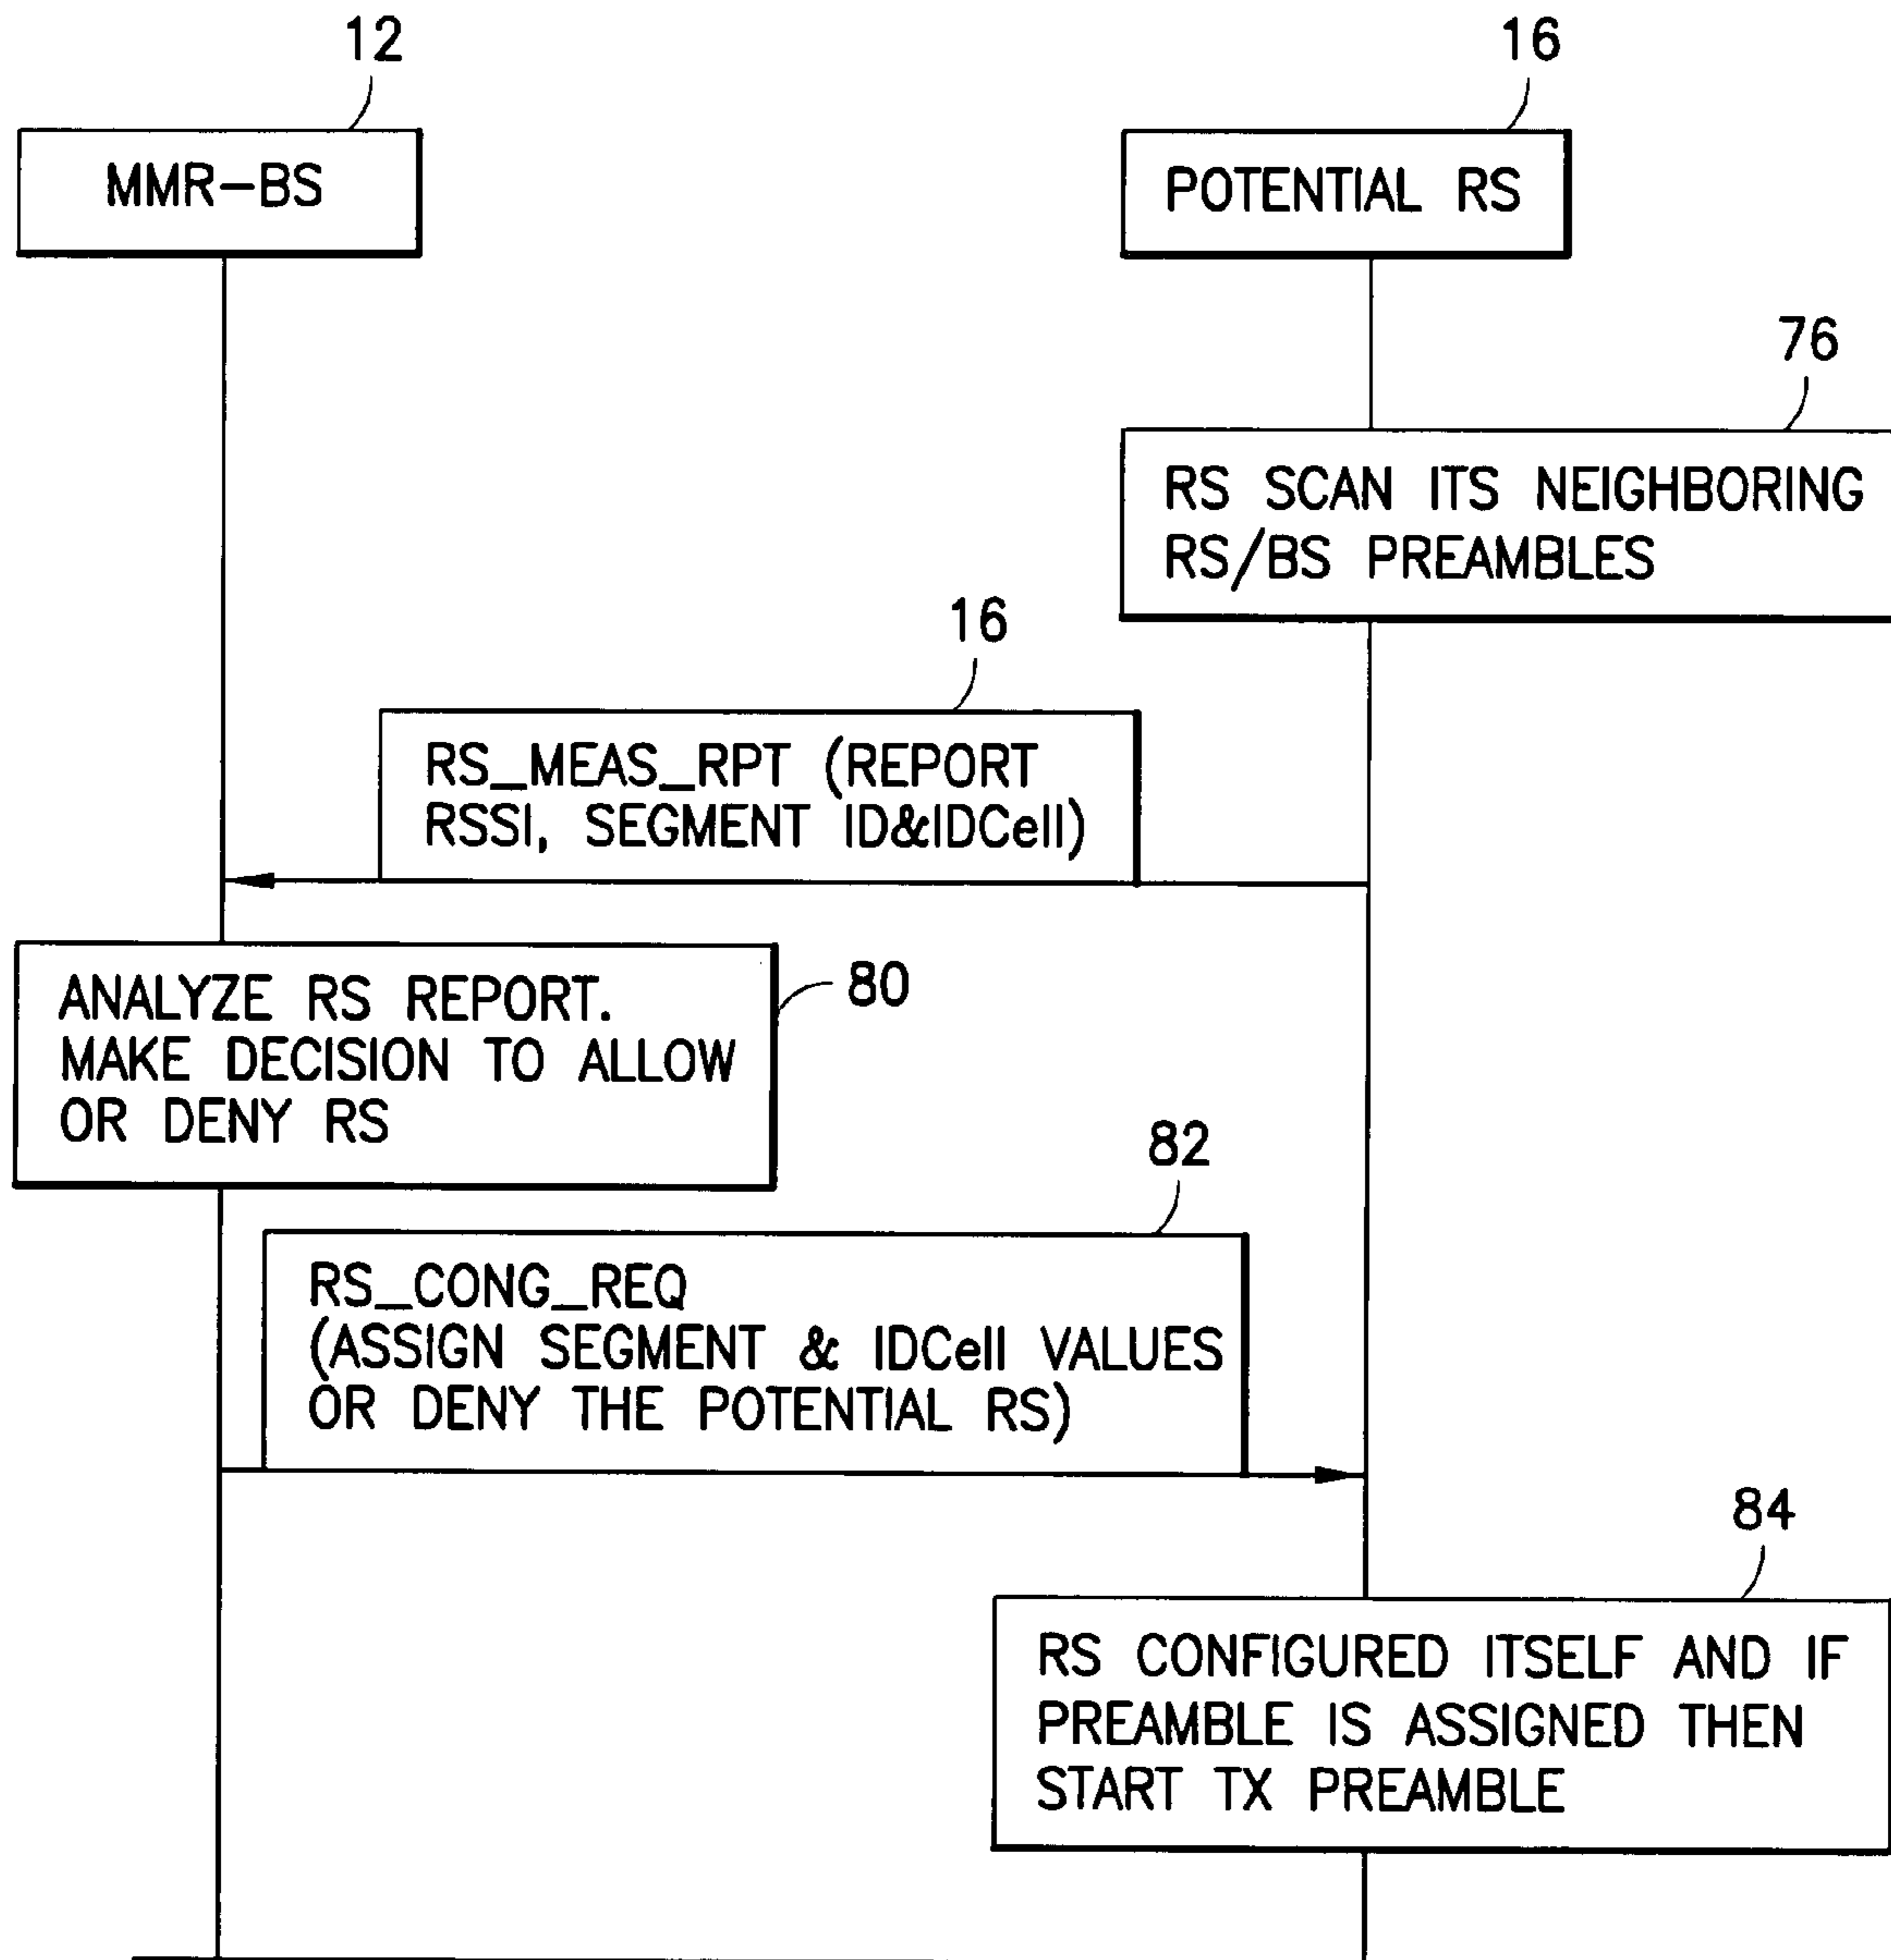 12
16
MMR-BS
POTENTIAL RS
76
RS SCAN ITS NEIGHBORING
RS/BS PREAMBLES
16
RS_MEAS_RPT (REPORT
RSSI, SEGMENT ID&IDCell)
80
ANALYZE RS REPORT.
MAKE DECISION TO ALLOW
OR DENY RS
82
RS_CONG_REQ
(ASSIGN SEGMENT & IDCell VALUES
OR DENY THE POTENTIAL RS)
84
RS CONFIGURED ITSELF AND IF
PREAMBLE IS ASSIGNED THEN
START TX PREAMBLE